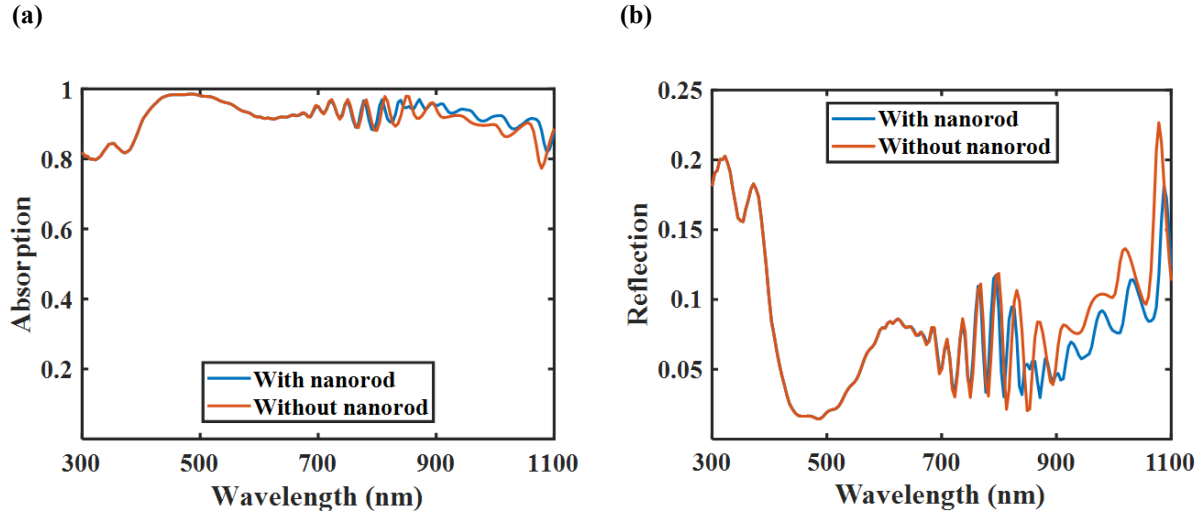 (a)
Absorption
1
0.8
0.6
0.4
0.2
With nanorod
Without nanorod
300
500
700
900
1100
Wavelength (nm)
(b)
Reflection
0.25
0.2
0.15
0.1
0.05
With nanorod
Without nanorod
300
500
700
900
1100
Wavelength (nm)